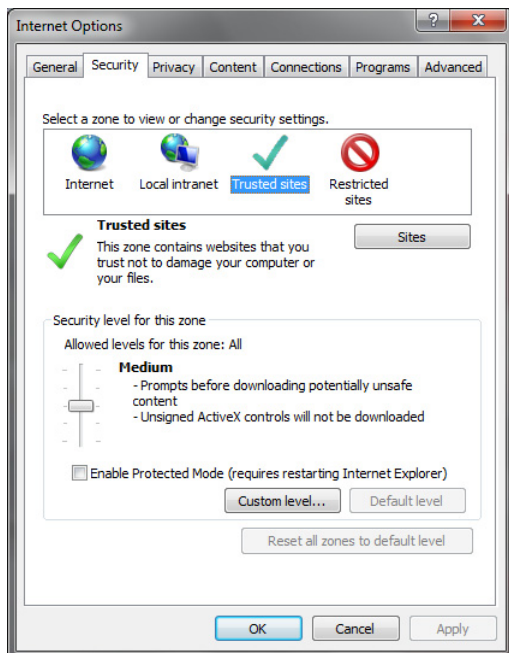 Internet Options
?
X
General Security Privacy Content Connections Programs Advanced
Select a zone to view or change security settings.
Internet Local intranet Trusted sites Restricted
sites
Trusted sites
Sites
This zone contains websites that you
trust not to damage your computer or
your files.
Security level for this zone
Allowed levels for this zone: All
Medium
- Prompts before downloading potentially unsafe
content
- Unsigned ActiveX controls will not be downloaded
Enable Protected Mode (requires restarting Internet Explorer)
Custom level... Default level
Reset all zones to default level
OK Cancel Apply